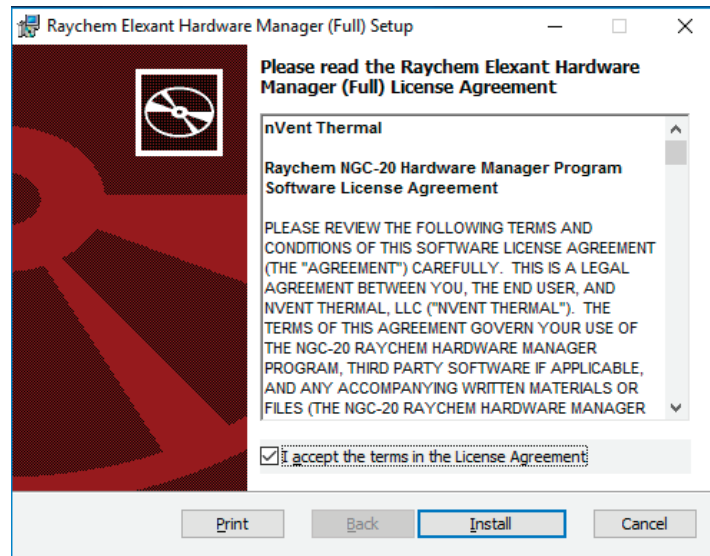 Raychem Elexant Hardware Manager (Full) Setup
Please read the Raychem Elexant Hardware
Manager (Full) License Agreement
nVent Thermal
Raychem NGC-20 Hardware Manager Program
Software License Agreement
PLEASE REVIEW THE FOLLOWING TERMS AND
CONDITIONS OF THIS SOFTWARE LICENSE AGREEMENT
(THE "AGREEMENT") CAREFULLY. THIS IS A LEGAL
AGREEMENT BETWEEN YOU, THE END USER, AND
NVENT THERMAL, LLC ("NVENT THERMAL"). THE
TERMS OF THIS AGREEMENT GOVERN YOUR USE OF
THE NGC-20 RAYCHEM HARDWARE MANAGER
PROGRAM, THIRD PARTY SOFTWARE IF APPLICABLE,
AND ANY ACCOMPANYING WRITTEN MATERIALS OR
FILES (THE NGC-20 RAYCHEM HARDWARE MANAGER
I accept the terms in the License Agreement
Print Back Install Cancel